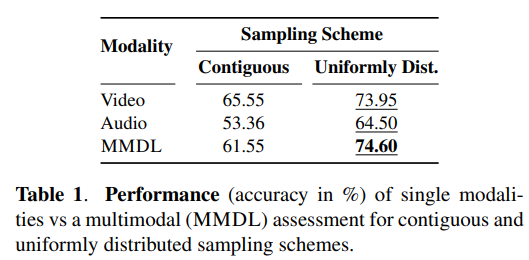 Modality Sampling Scheme
Contiguous Uniformly Dist.
Video 65.55 73.95
Audio 53.36 64.50
MMDL 61.55 74.60
Table 1. Performance (accuracy in %) of single modali-
ties vs a multimodal (MMDL) assessment for contiguous and
uniformly distributed sampling schemes.